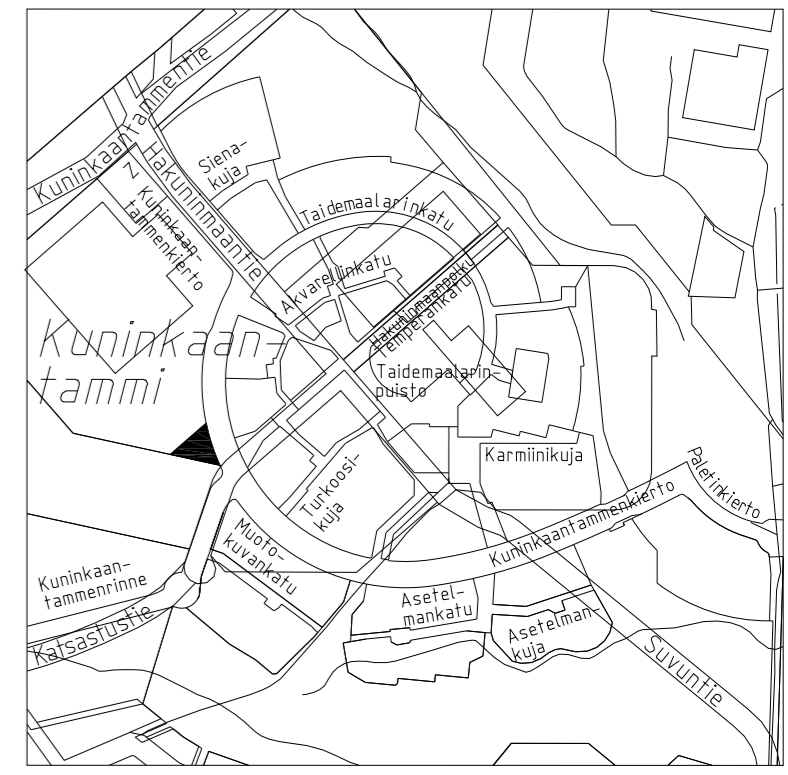 Kuninkaantammentie
Hakuninmaantie
Siena-
kuja
Kuninkaan-
tammenkierto
Taidemaalarinkatu
Akvarellinkatu
Hakuninmaanpolku
Temperankatu
Kuninkaan-
tammi
Taidemaalarin-
puisto
Karmiinikuja
Turkoosi-
kuja
Paletinkierto
Kuninkaantammenkierto
Muoto-
kuvankatu
Kuninkaan-
tammenrinne
Katsastustie
Asetel-
mankatu
Asetelman-
kuja
Suvuntie